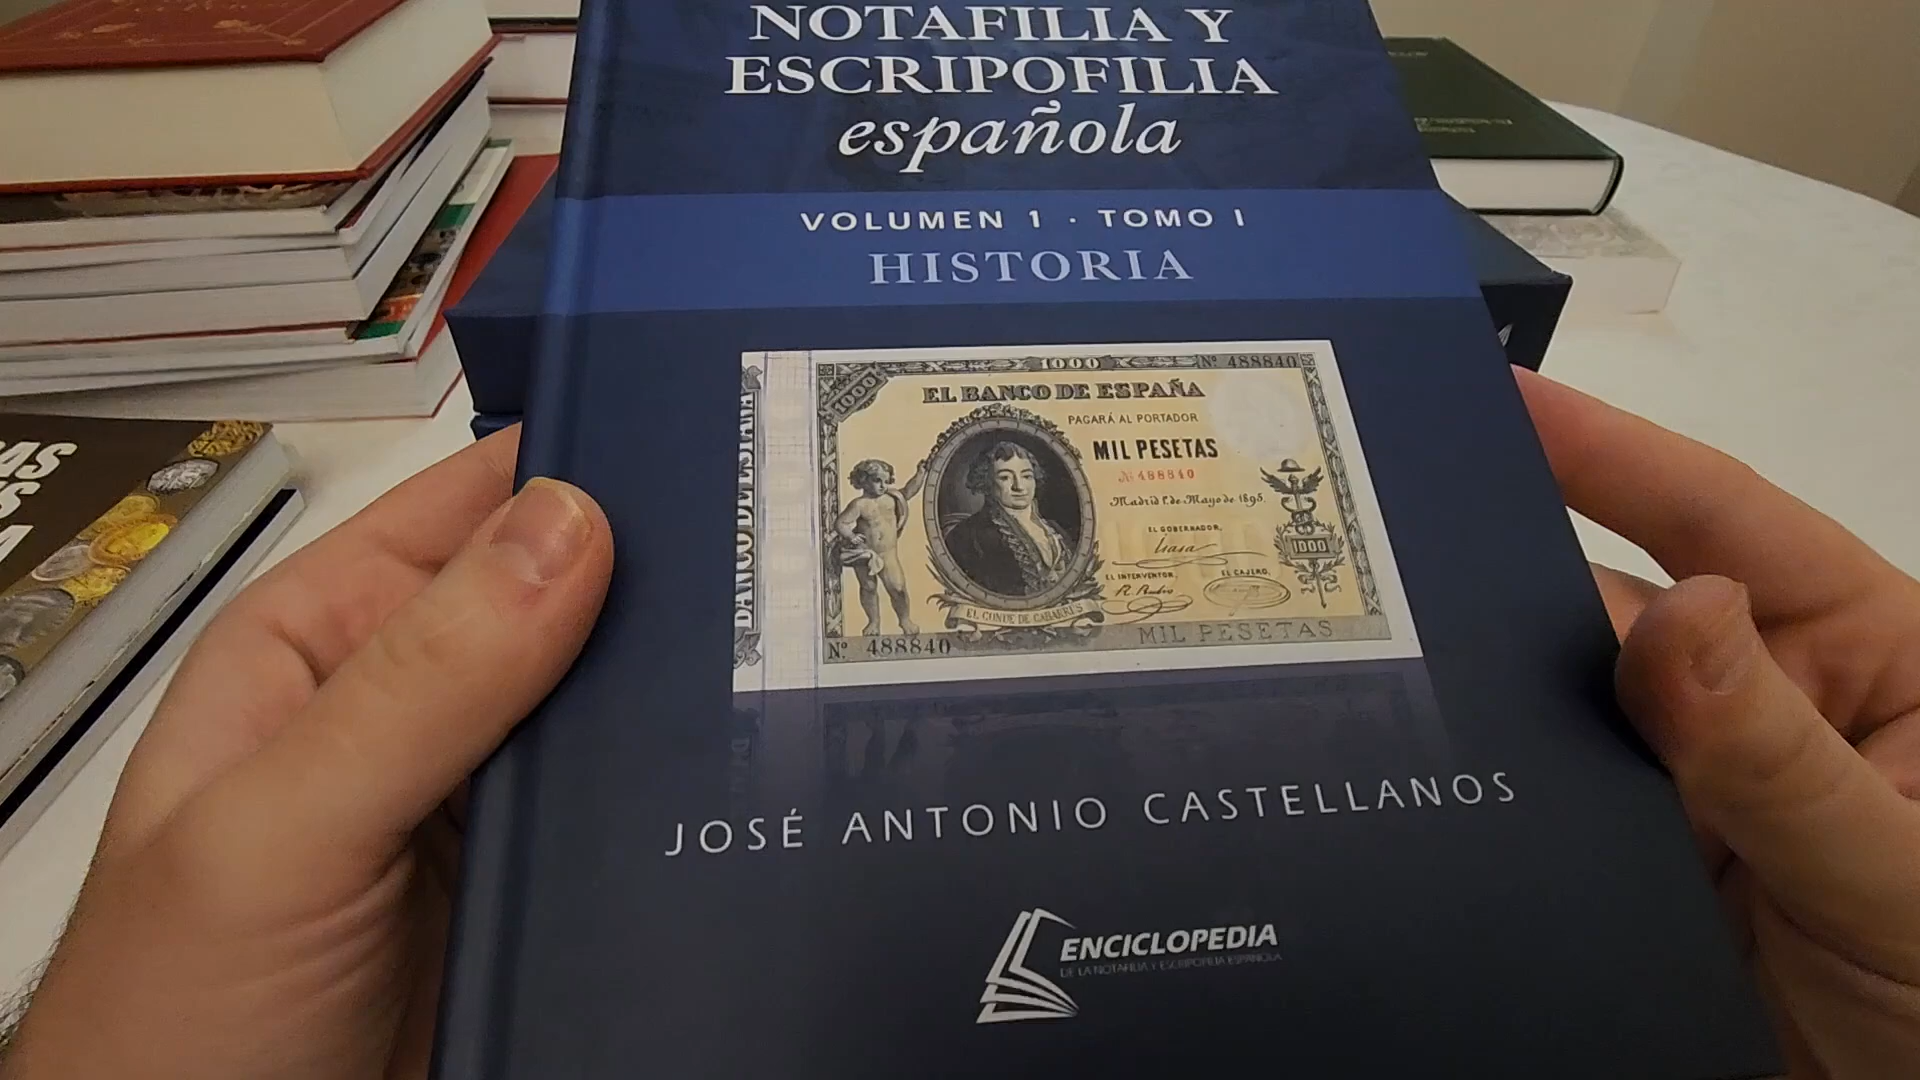 NOTAFILIA Y
ESCRIPOFILIA
española
VOLUMEN 1 · TOMO I
HISTORIA
1000
Nº 488840
1000
EL BANCO DE ESPAÑA
PAGARÁ AL PORTADOR
MIL PESETAS
Nº 488840
Madrid 1º de Mayo de 1895.
EL GOBERNADOR,
EL INTERVENTOR,
EL CAJERO,
1000
EL CONDE DE CABARRUS
MIL PESETAS
Nº 488840
BANCO DE ESPAÑA
JOSÉ ANTONIO CASTELLANOS
ENCICLOPEDIA
DE LA NOTAFILIA Y ESCRIPOFILIA ESPAÑOLA